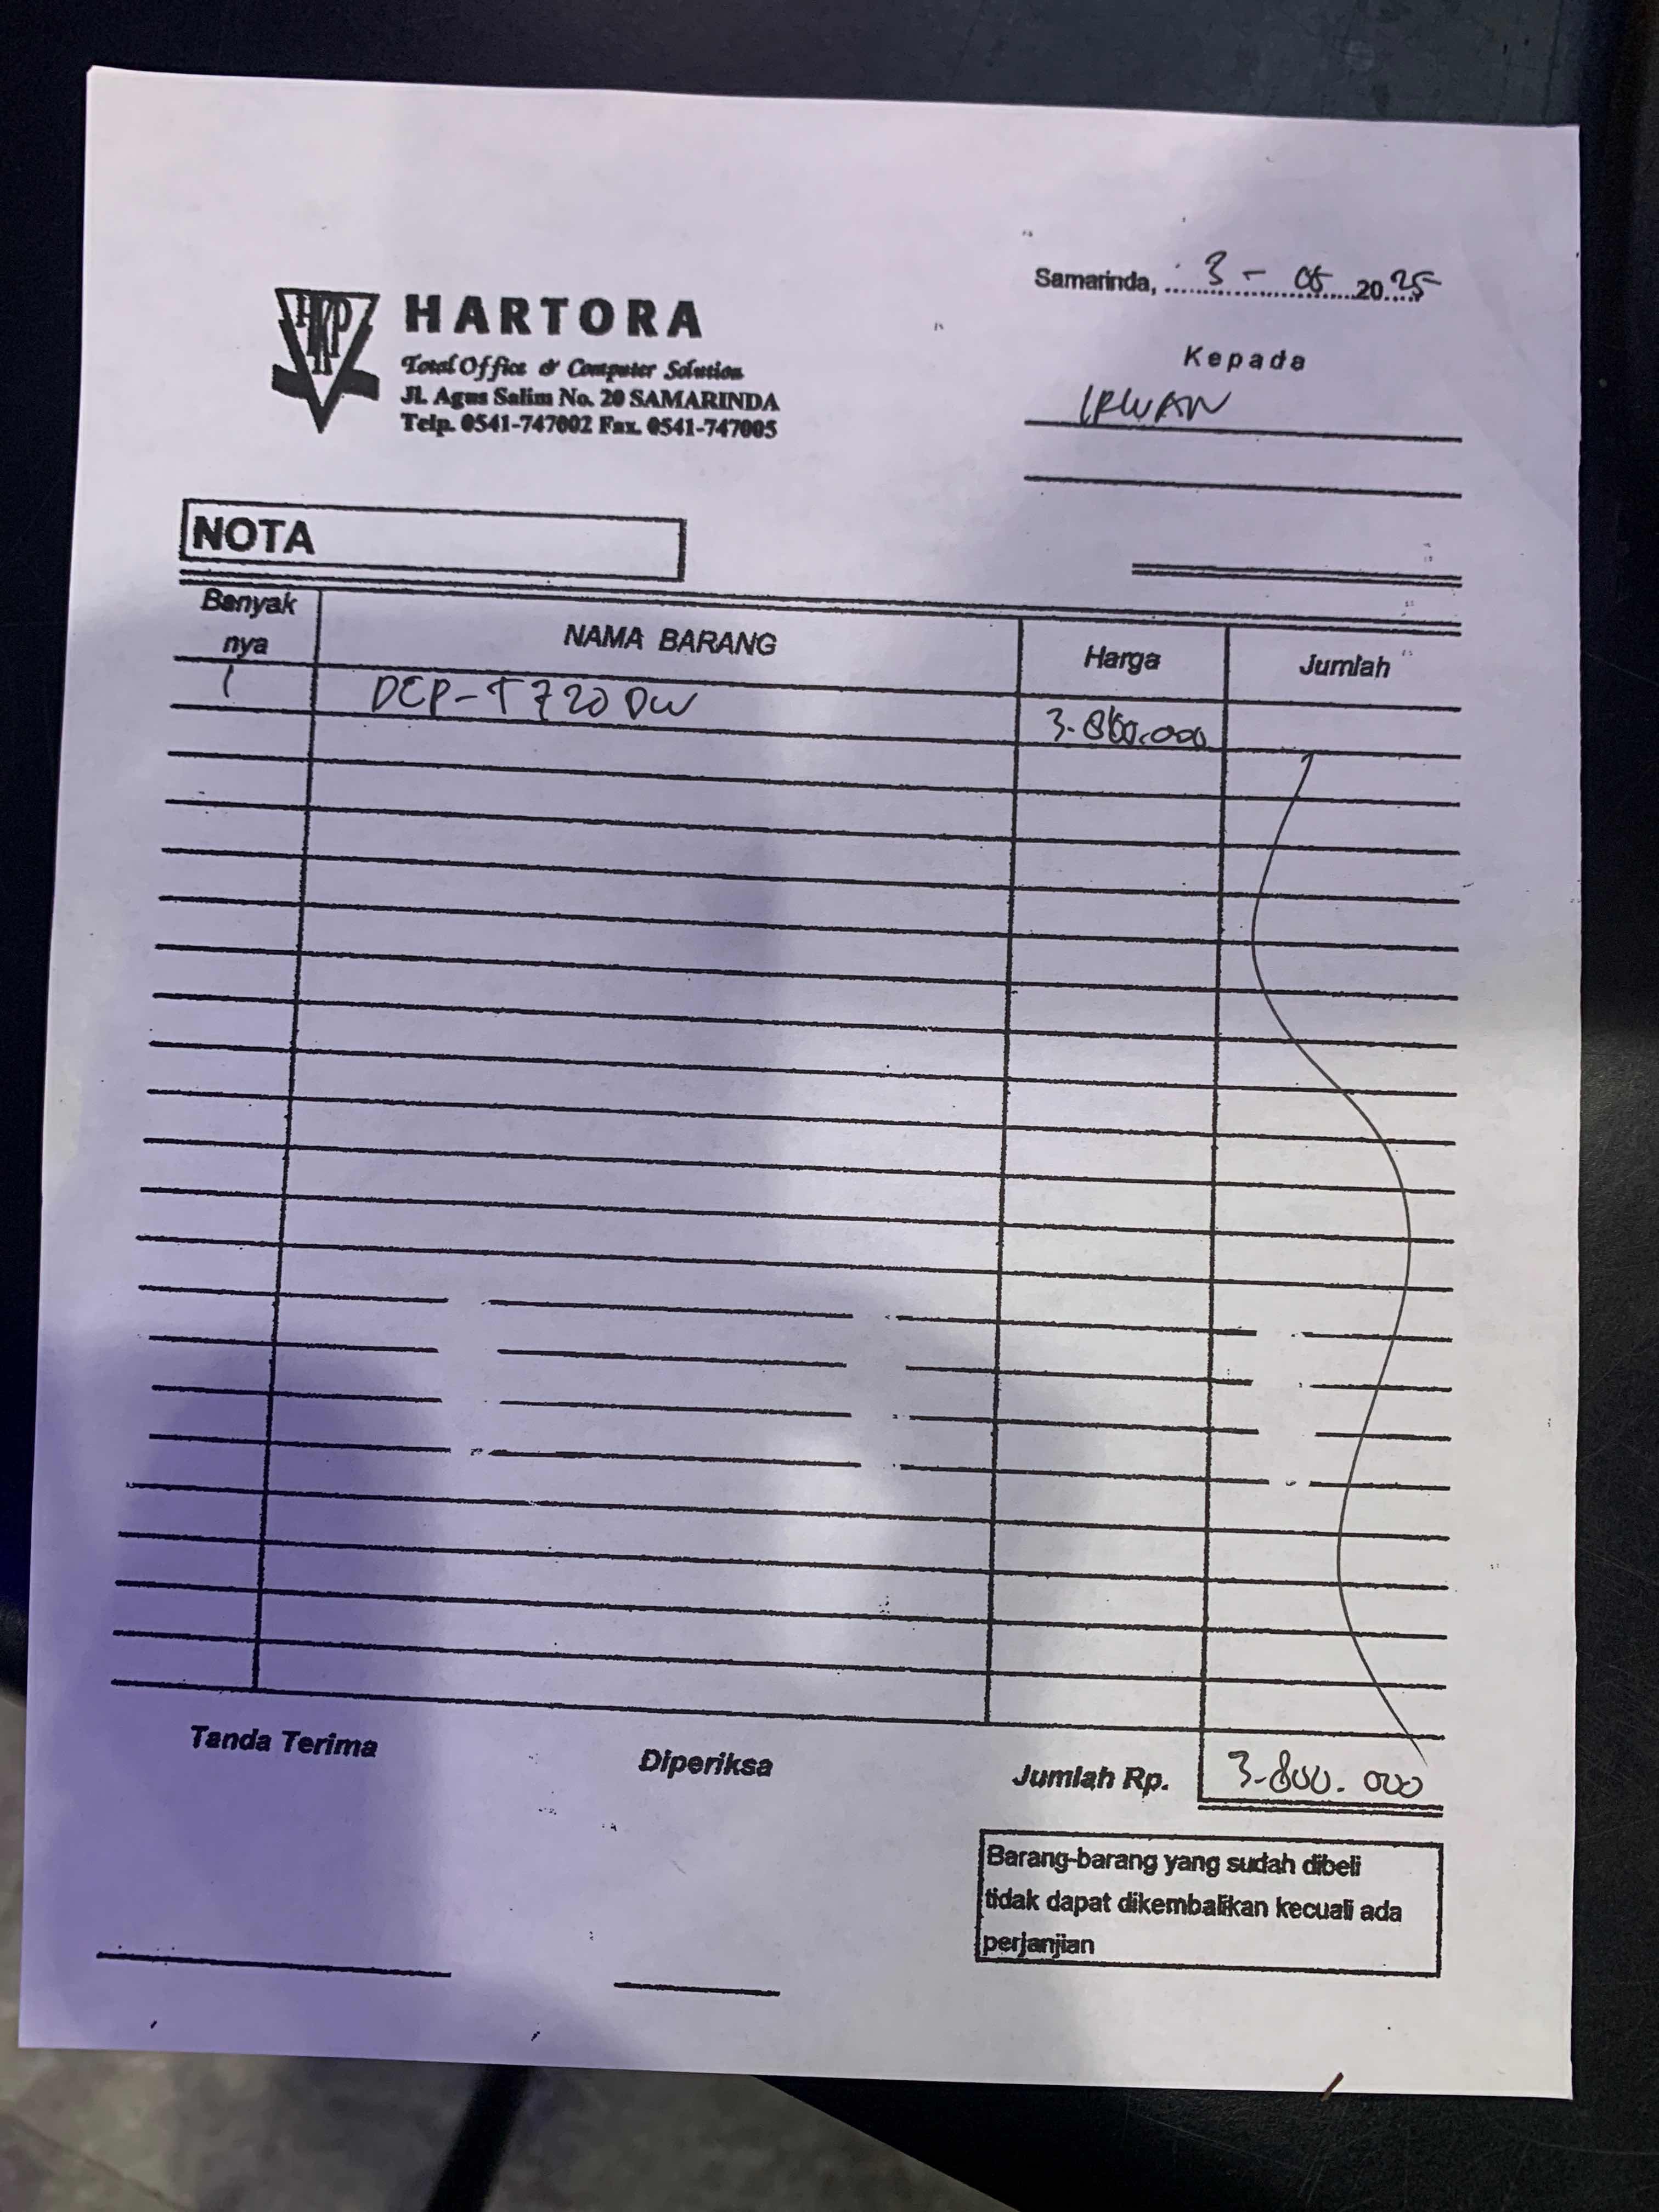 Samarinda, 3 - 05 2025
HKP
HARTORA
Total Office & Computer Solution
Jl. Agus Salim No. 20 SAMARINDA
Telp. 0541-747002 Fax. 0541-747005
Kepada
IRWAN
NOTA
Banyak nya NAMA BARANG Harga Jumlah
1 DCP-T720DW 3.800.000
Tanda Terima Diperiksa Jumlah Rp. 3.800.000
Barang-barang yang sudah dibeli
tidak dapat dikembalikan kecuali ada
perjanjian